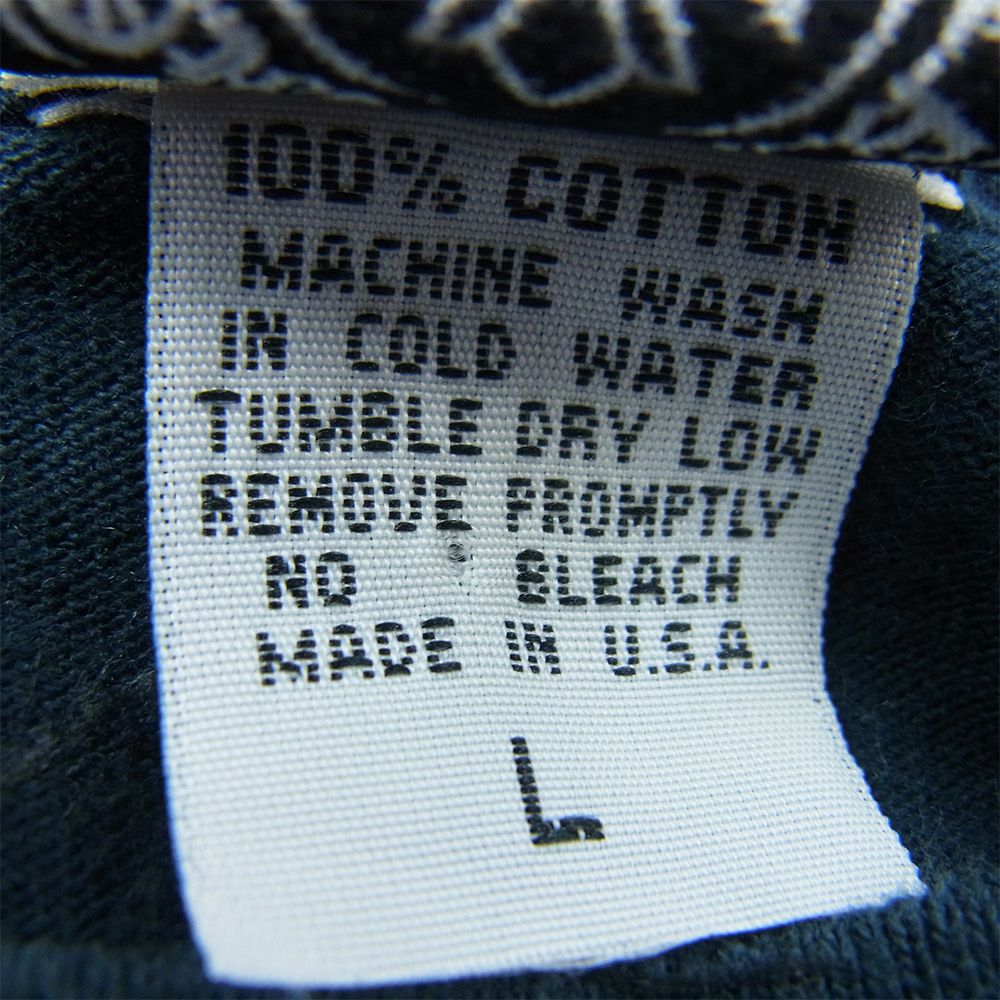 100% COTTON
MACHINE WASH
IN COLD WATER
TUMBLE DRY LOW
REMOVE PROMPTLY
NO BLEACH
MADE IN U.S.A.
L